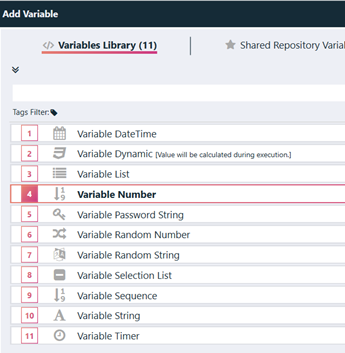 Add Variable
</> Variables Library (11) Shared Repository Varia
Tags Filter:
1 Variable DateTime
2 Variable Dynamic [Value will be calculated during execution.]
3 Variable List
4 Variable Number
5 Variable Password String
6 Variable Random Number
7 Variable Random String
8 Variable Selection List
9 Variable Sequence
10 Variable String
11 Variable Timer